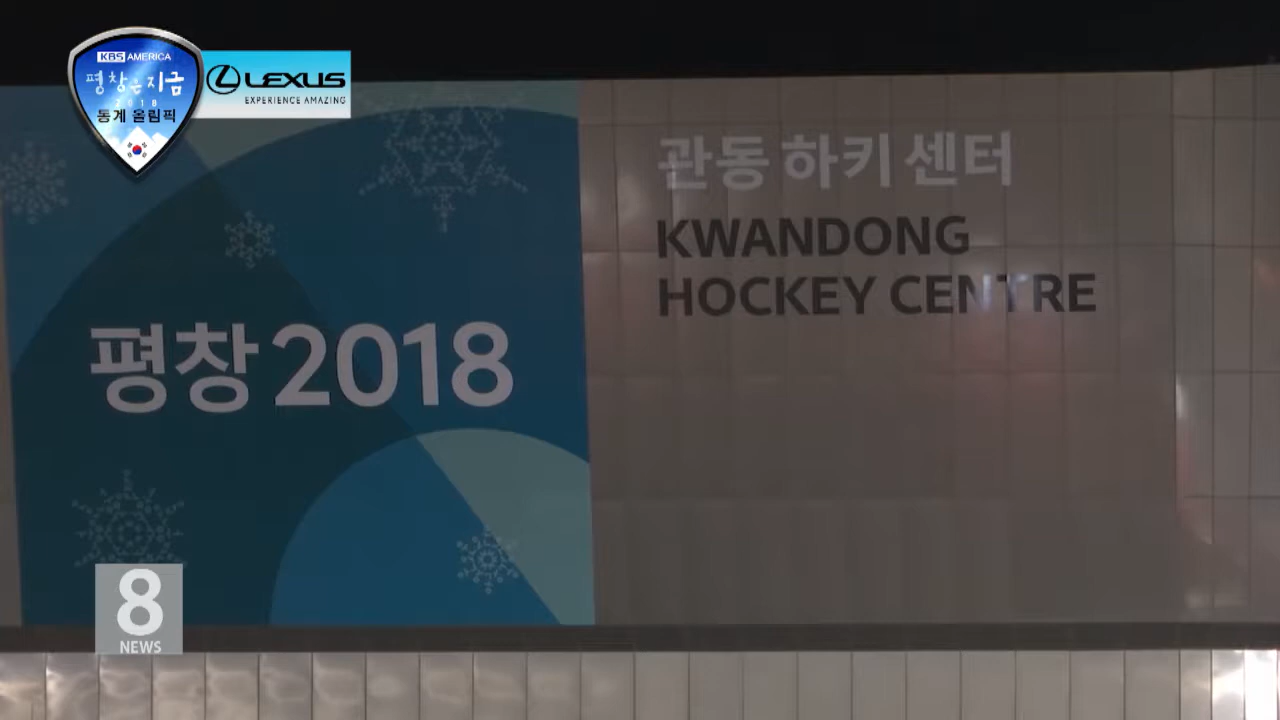 KBS AMERICA
평창은 지금
2018
동계 올림픽
LEXUS
EXPERIENCE AMAZING
관동하키센터
KWANDONG
HOCKEY CENTRE
평창2018
8
NEWS